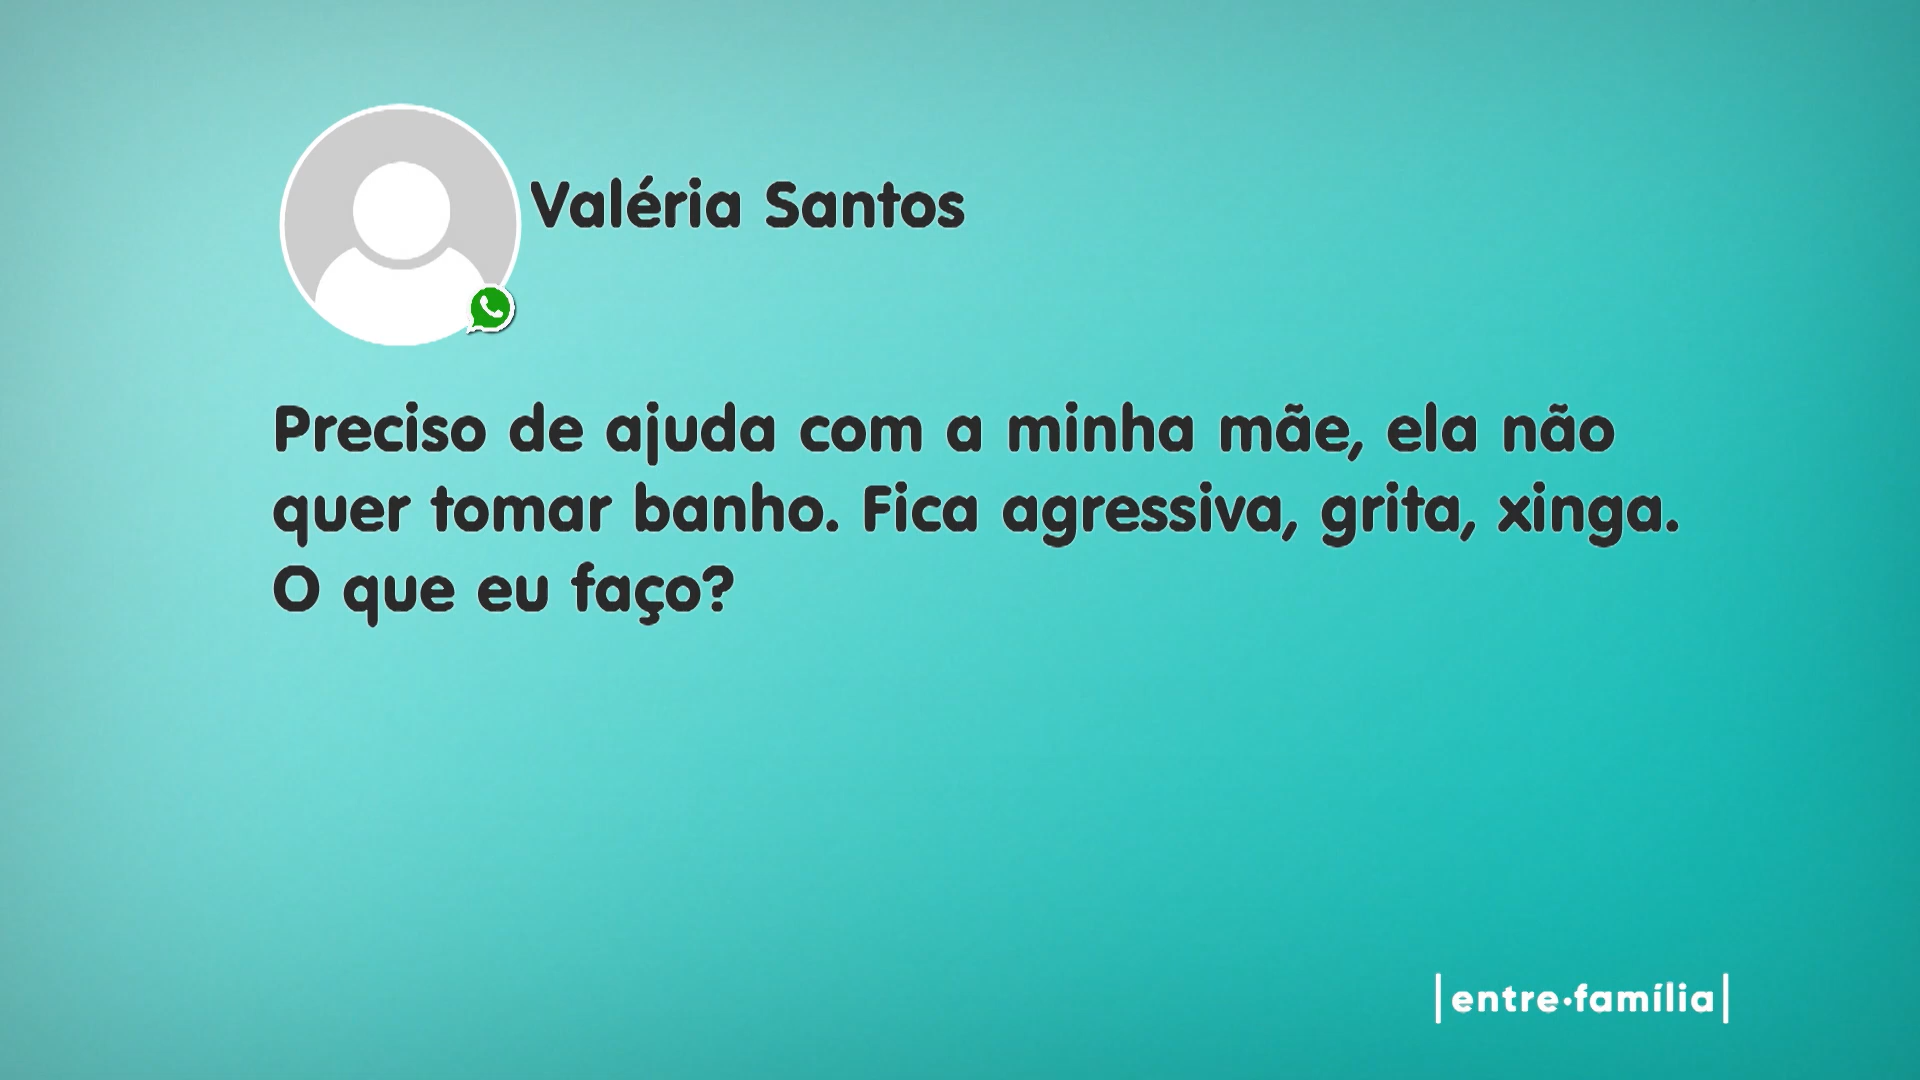 Valéria Santos
Preciso de ajuda com a minha mãe, ela não
quer tomar banho. Fica agressiva, grita, xinga.
O que eu faço?
|entre·família|